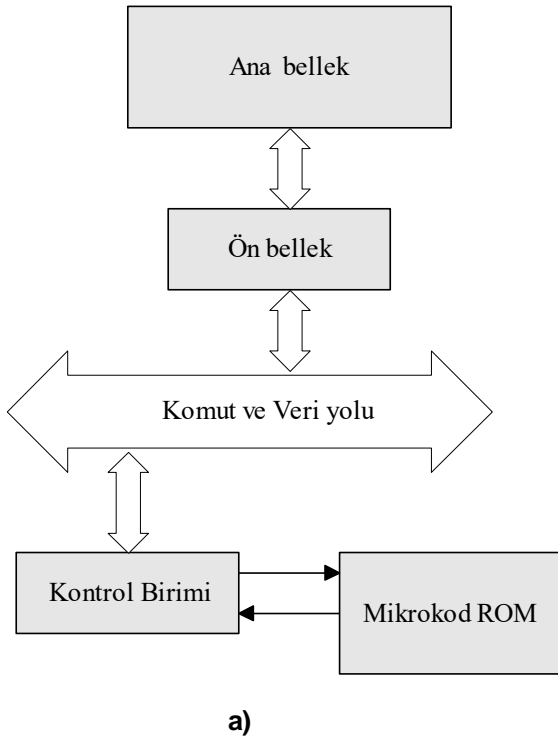 Ana bellek
Ön bellek
Komut ve Veri yolu
Kontrol Birimi
Mikrokod ROM
a)